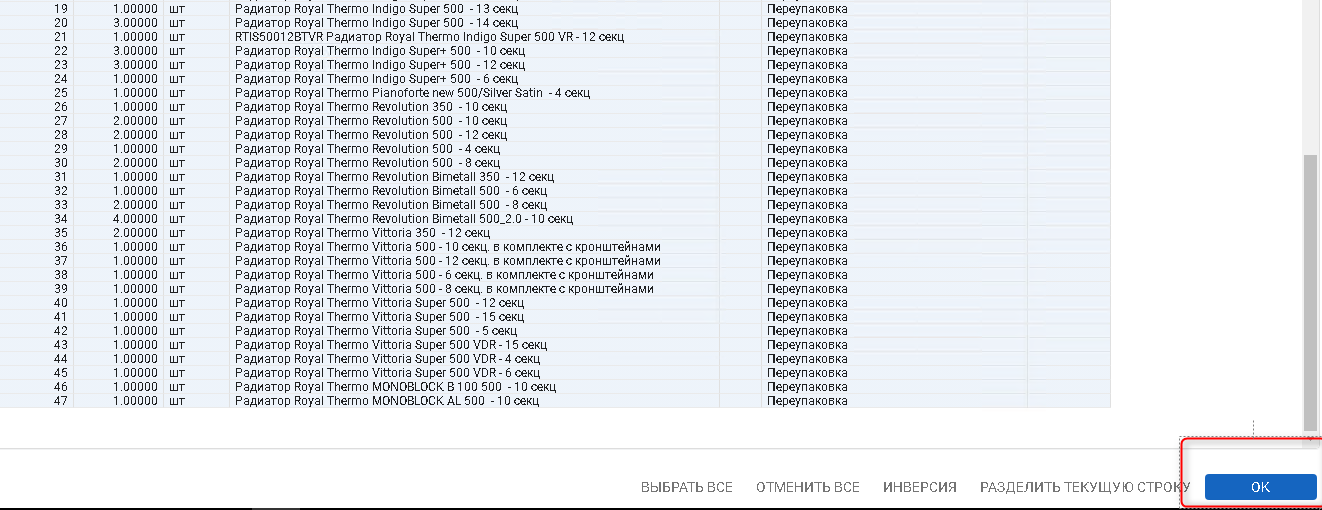 19 1.00000 шт Радиатор Royal Thermo Indigo Super 500 - 13 секц Переупаковка
20 3.00000 шт Радиатор Royal Thermo Indigo Super 500 - 14 секц Переупаковка
21 1.00000 шт RTIS50012BTVR Радиатор Royal Thermo Indigo Super 500 VR - 12 секц Переупаковка
22 3.00000 шт Радиатор Royal Thermo Indigo Super+ 500 - 10 секц Переупаковка
23 3.00000 шт Радиатор Royal Thermo Indigo Super+ 500 - 12 секц Переупаковка
24 1.00000 шт Радиатор Royal Thermo Indigo Super+ 500 - 6 секц Переупаковка
25 1.00000 шт Радиатор Royal Thermo Pianoforte new 500/Silver Satin - 4 секц Переупаковка
26 1.00000 шт Радиатор Royal Thermo Revolution 350 - 10 секц Переупаковка
27 2.00000 шт Радиатор Royal Thermo Revolution 500 - 10 секц Переупаковка
28 2.00000 шт Радиатор Royal Thermo Revolution 500 - 12 секц Переупаковка
29 1.00000 шт Радиатор Royal Thermo Revolution 500 - 4 секц Переупаковка
30 2.00000 шт Радиатор Royal Thermo Revolution 500 - 8 секц Переупаковка
31 1.00000 шт Радиатор Royal Thermo Revolution Bimetall 350 - 12 секц Переупаковка
32 1.00000 шт Радиатор Royal Thermo Revolution Bimetall 500 - 6 секц Переупаковка
33 2.00000 шт Радиатор Royal Thermo Revolution Bimetall 500 - 8 секц Переупаковка
34 4.00000 шт Радиатор Royal Thermo Revolution Bimetall 500_2.0 - 10 секц Переупаковка
35 2.00000 шт Радиатор Royal Thermo Vittoria 350 - 12 секц Переупаковка
36 1.00000 шт Радиатор Royal Thermo Vittoria 500 - 10 секц. в комплекте с кронштейнами Переупаковка
37 1.00000 шт Радиатор Royal Thermo Vittoria 500 - 12 секц. в комплекте с кронштейнами Переупаковка
38 1.00000 шт Радиатор Royal Thermo Vittoria 500 - 6 секц. в комплекте с кронштейнами Переупаковка
39 1.00000 шт Радиатор Royal Thermo Vittoria 500 - 8 секц. в комплекте с кронштейнами Переупаковка
40 1.00000 шт Радиатор Royal Thermo Vittoria Super 500 - 12 секц Переупаковка
41 1.00000 шт Радиатор Royal Thermo Vittoria Super 500 - 15 секц Переупаковка
42 1.00000 шт Радиатор Royal Thermo Vittoria Super 500 - 5 секц Переупаковка
43 1.00000 шт Радиатор Royal Thermo Vittoria Super 500 VDR - 15 секц Переупаковка
44 1.00000 шт Радиатор Royal Thermo Vittoria Super 500 VDR - 4 секц Переупаковка
45 1.00000 шт Радиатор Royal Thermo Vittoria Super 500 VDR - 6 секц Переупаковка
46 1.00000 шт Радиатор Royal Thermo MONOBLOCK B 100 500 - 10 секц Переупаковка
47 1.00000 шт Радиатор Royal Thermo MONOBLOCK AL 500 - 10 секц Переупаковка
ВЫБРАТЬ ВСЕ ОТМЕНИТЬ ВСЕ ИНВЕРСИЯ РАЗДЕЛИТЬ ТЕКУЩУЮ СТРОКУ ОК